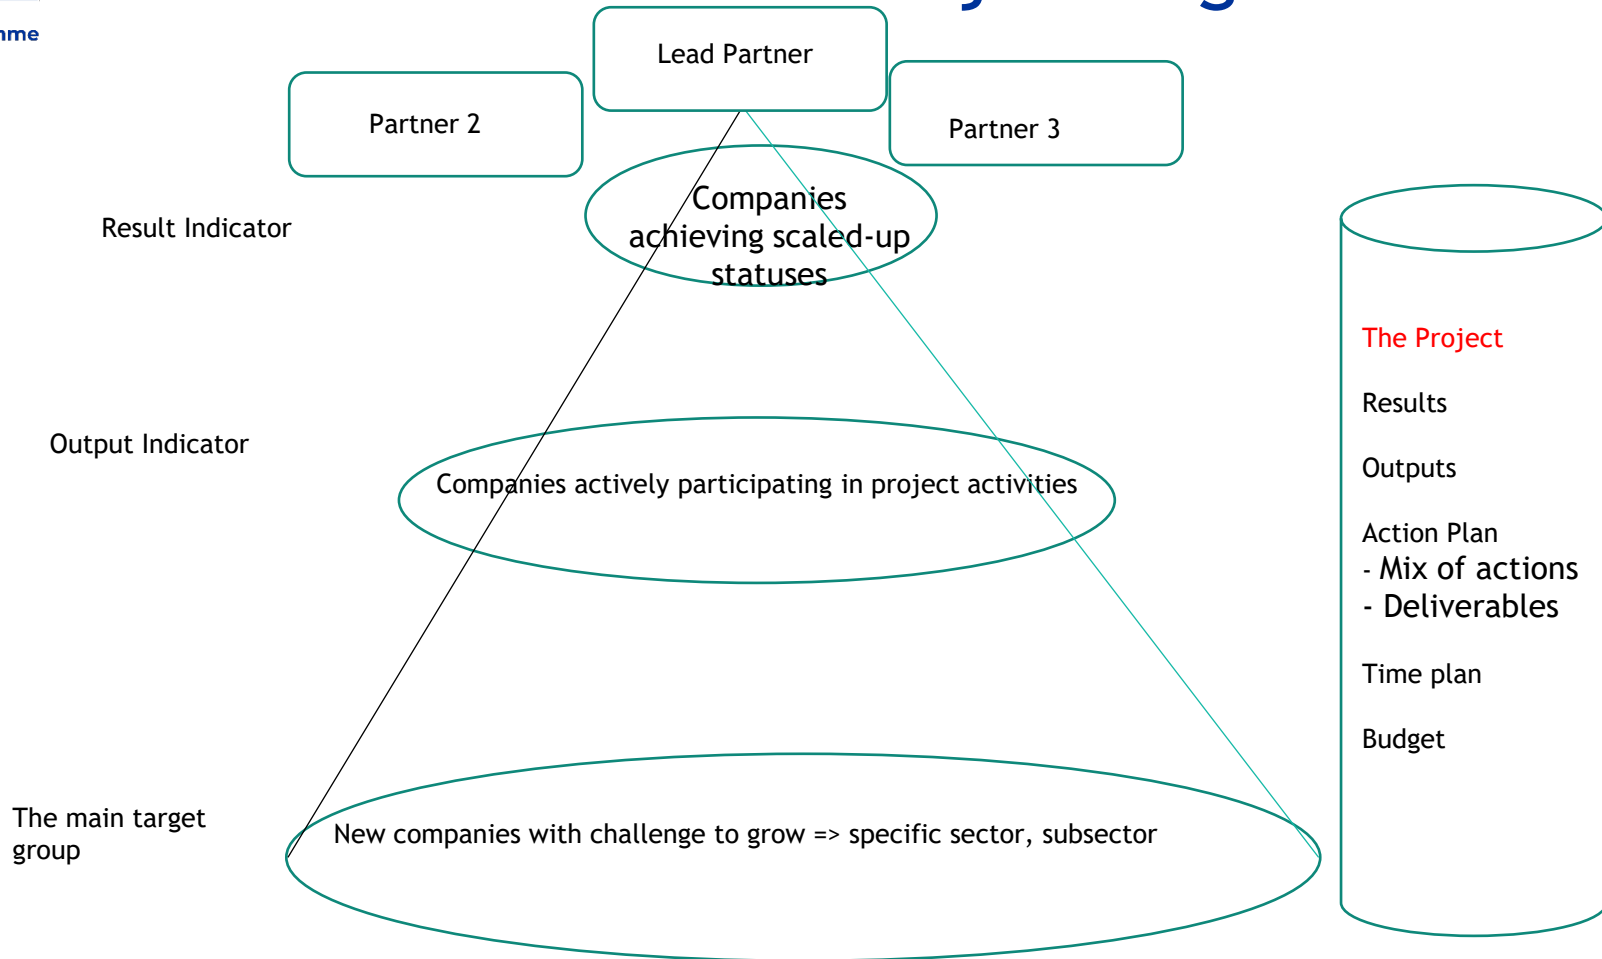 Lead Partner
Partner 2
Partner 3
Companies
achieving scaled-up
statuses
Result Indicator
Output Indicator
Companies actively participating in project activities
The main target
group
New companies with challenge to grow => specific sector, subsector
The Project
Results
Outputs
Action Plan
- Mix of actions
- Deliverables
Time plan
Budget